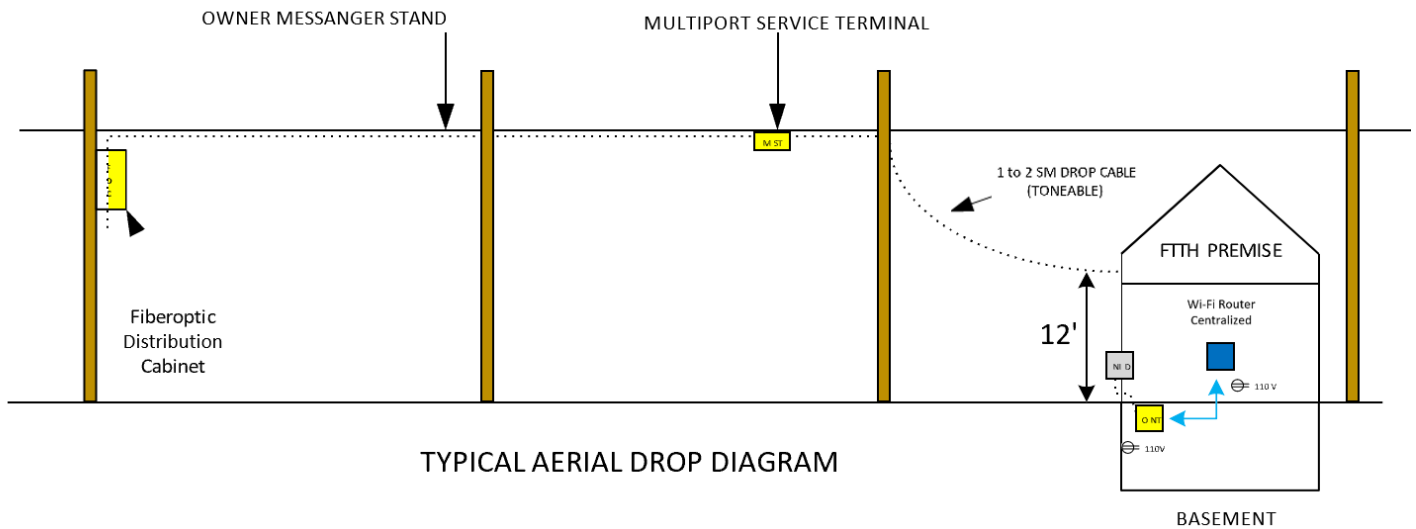 OWNER MESSANGER STAND
MULTIPORT SERVICE TERMINAL
M ST
1 to 2 SM DROP CABLE
(TONEABLE)
FTTH PREMISE
Wi-Fi Router
Centralized
12'
Fiberoptic
Distribution
Cabinet
NI D
110 V
O NT
110V
TYPICAL AERIAL DROP DIAGRAM
BASEMENT